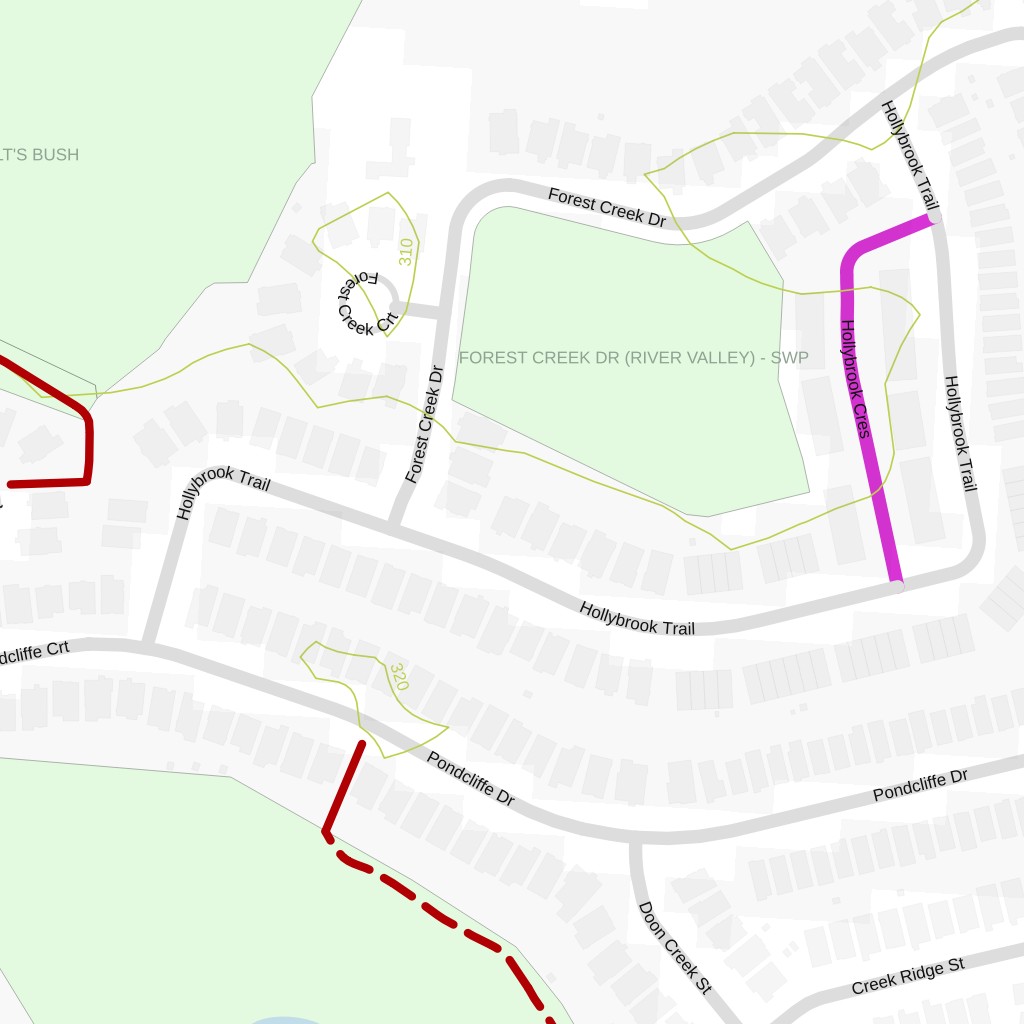 LT'S BUSH
Hollybrook Trail
Forest Creek Dr
310
Forest Creek Crt
FOREST CREEK DR (RIVER VALLEY) - SWP
Hollybrook Cres
Hollybrook Trail
Forest Creek Dr
Hollybrook Trail
Hollybrook Trail
dcliffe Crt
320
Pondcliffe Dr
Pondcliffe Dr
Doon Creek St
Creek Ridge St